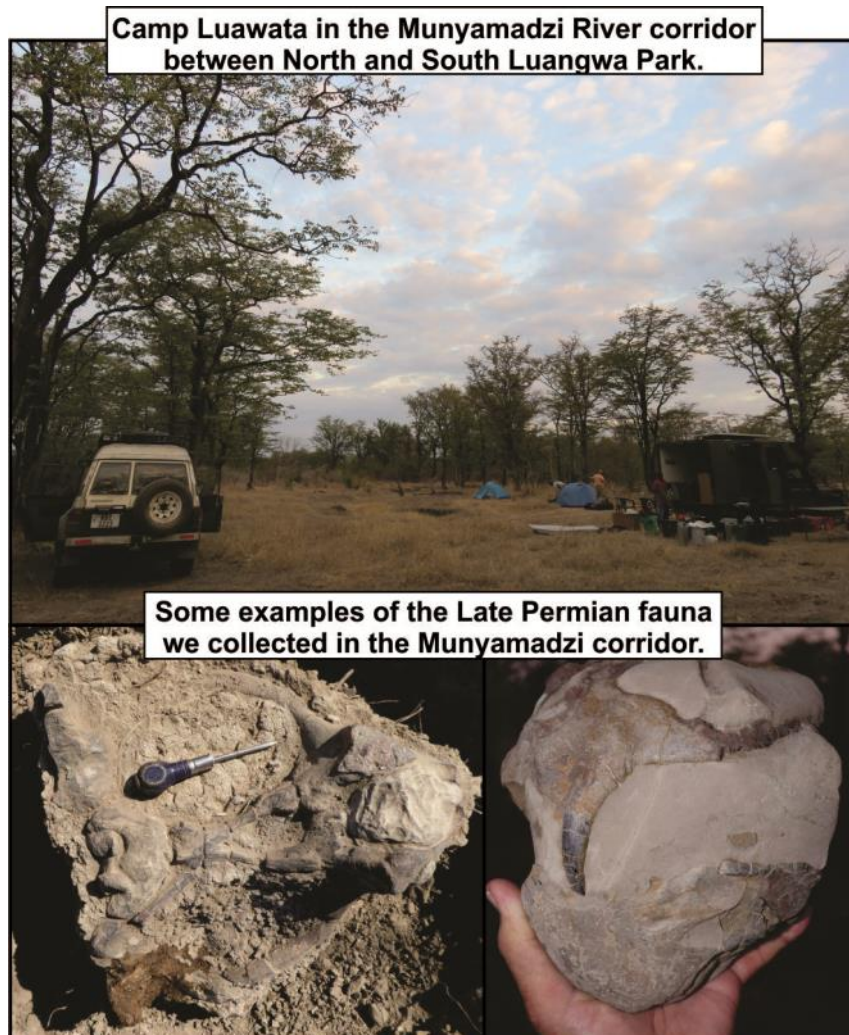 Camp Luawata in the Munyamadzi River corridor
between North and South Luangwa Park.
Some examples of the Late Permian fauna
we collected in the Munyamadzi corridor.